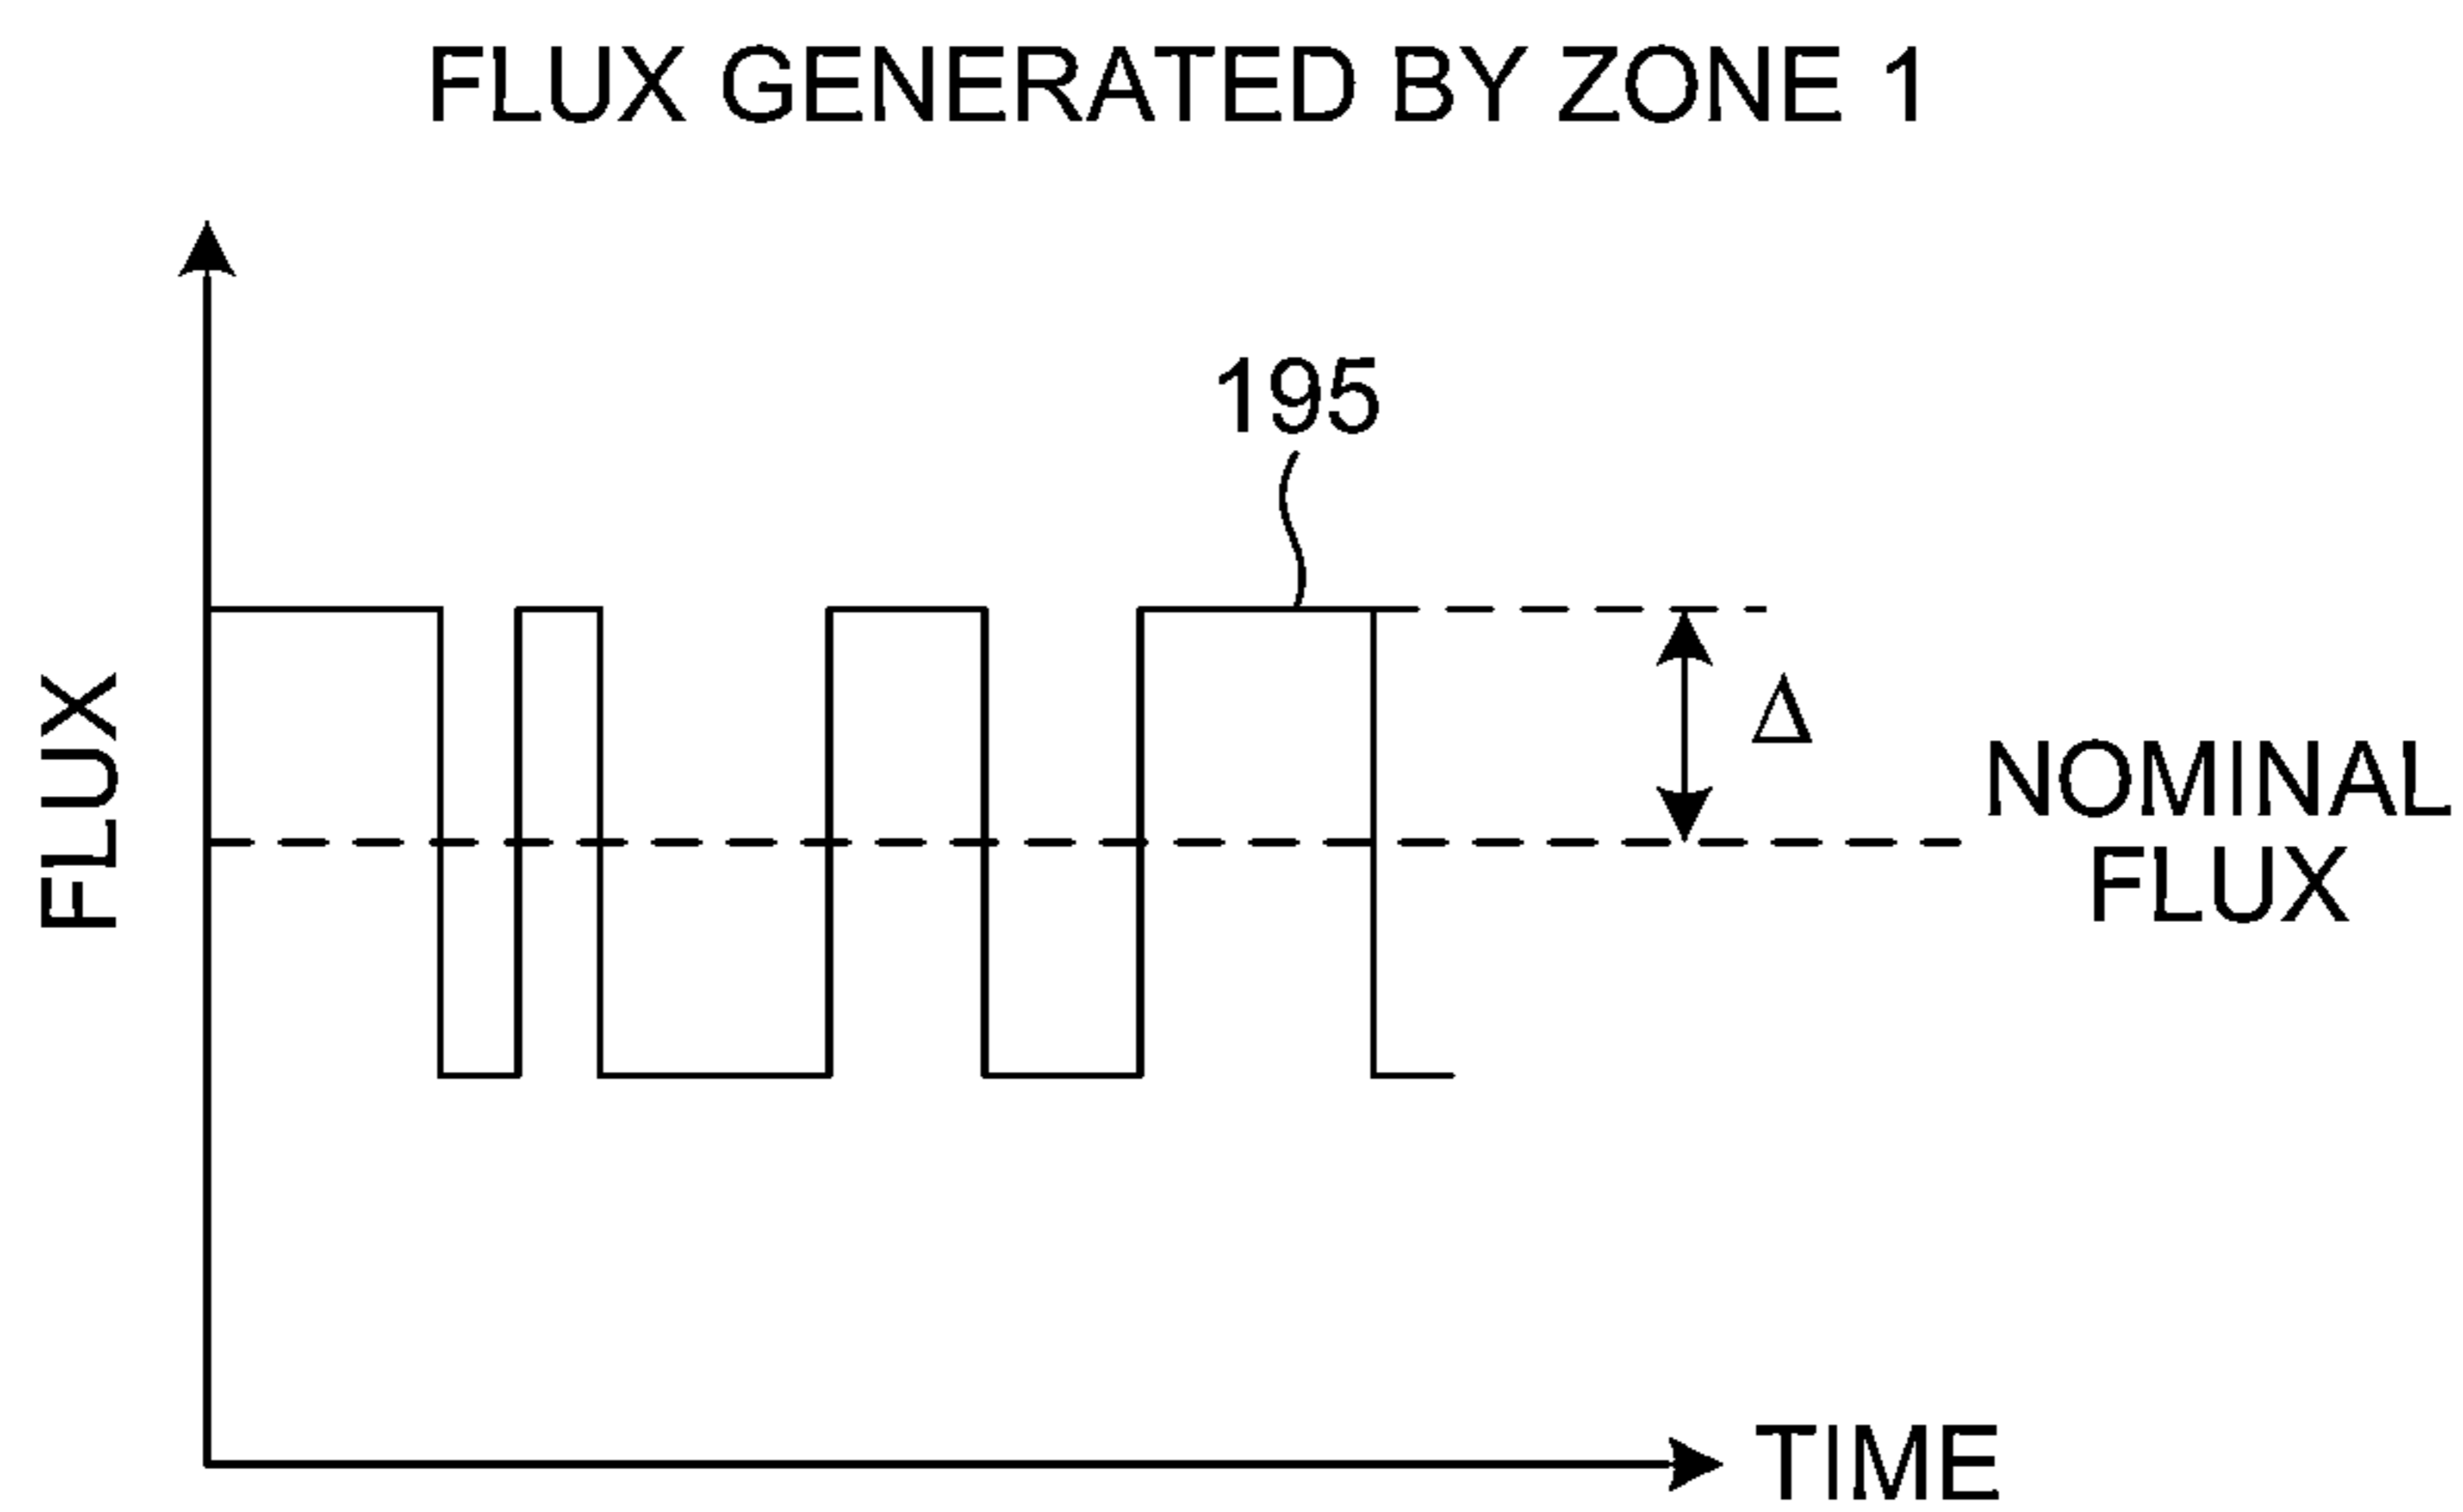 FLUX GENERATED BY ZONE 1
195
FLUX
Δ
NOMINAL
FLUX
TIME